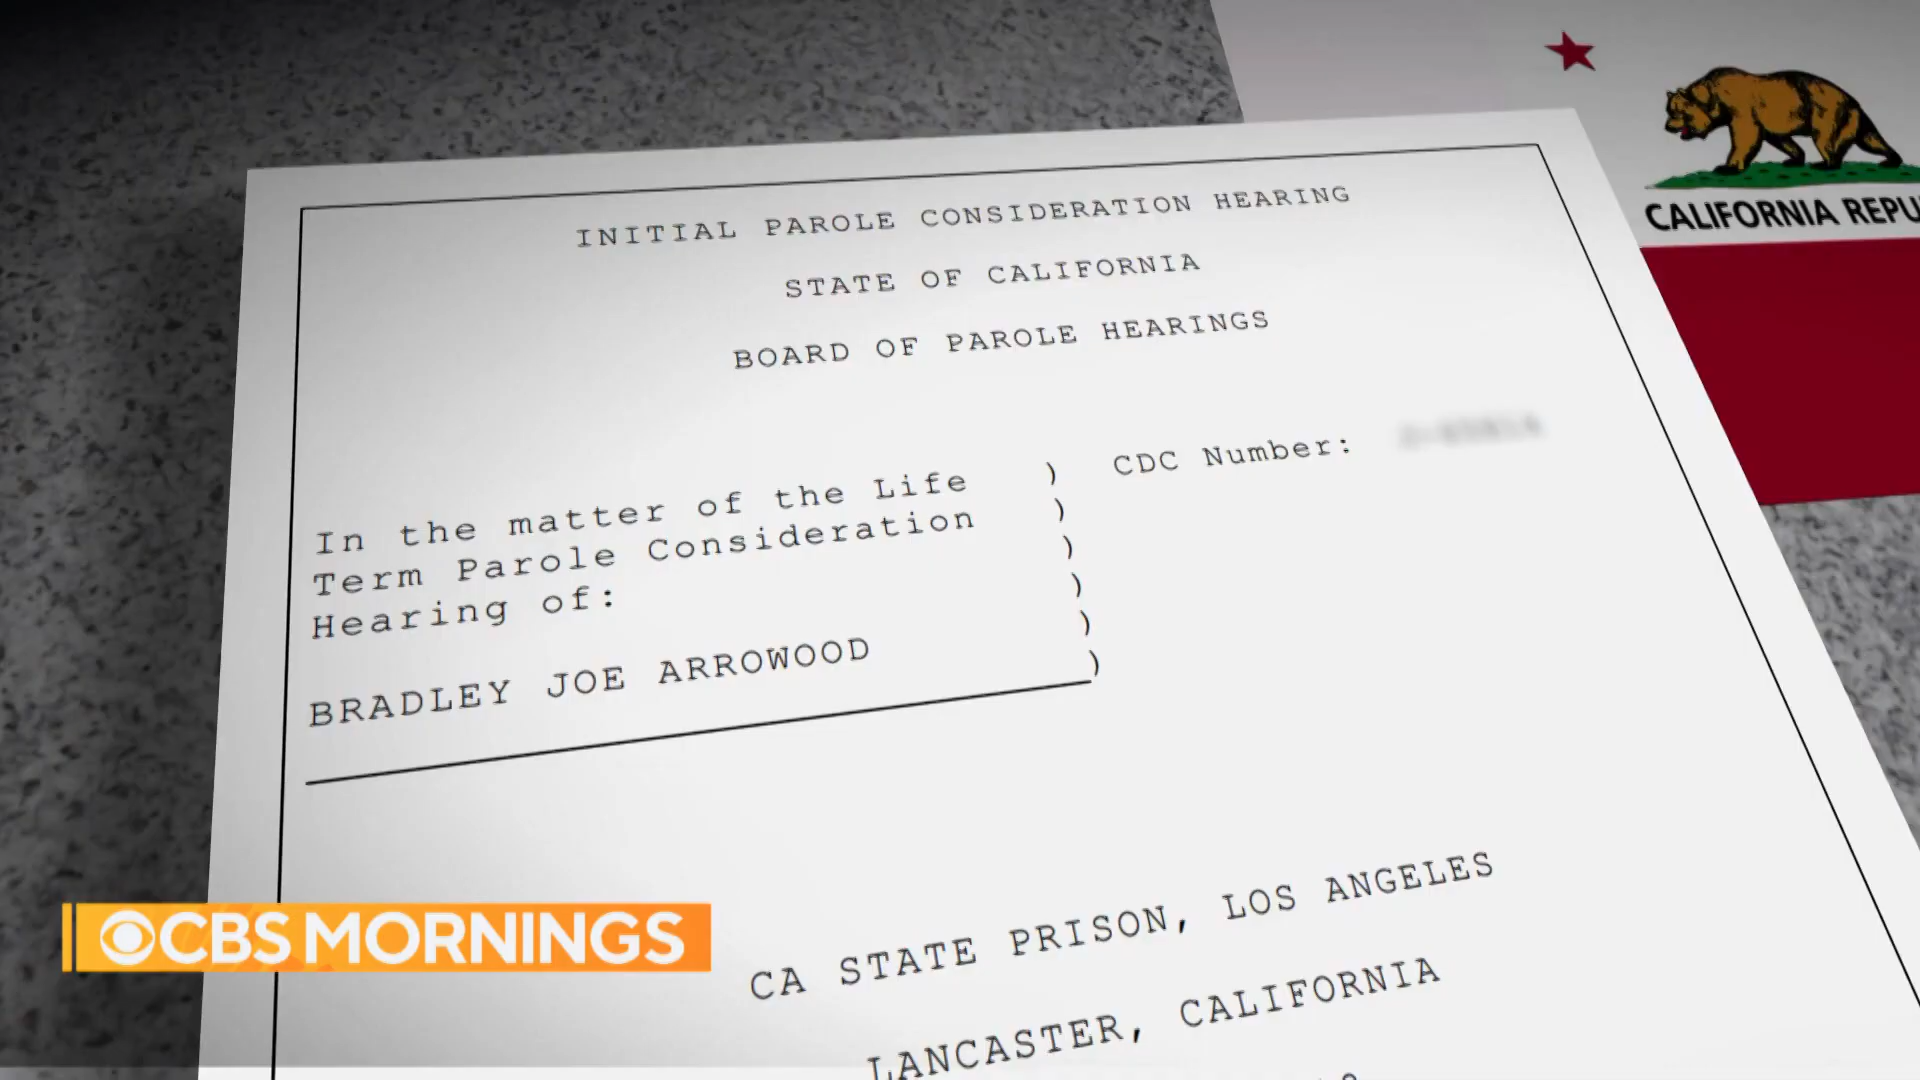 CALIFORNIA REPU
INITIAL PAROLE CONSIDERATION HEARING
STATE OF CALIFORNIA
BOARD OF PAROLE HEARINGS
In the matter of the Life ) CDC Number:
Term Parole Consideration )
Hearing of: )
)
)
BRADLEY JOE ARROWOOD )
CA STATE PRISON, LOS ANGELES
LANCASTER, CALIFORNIA
CBS MORNINGS